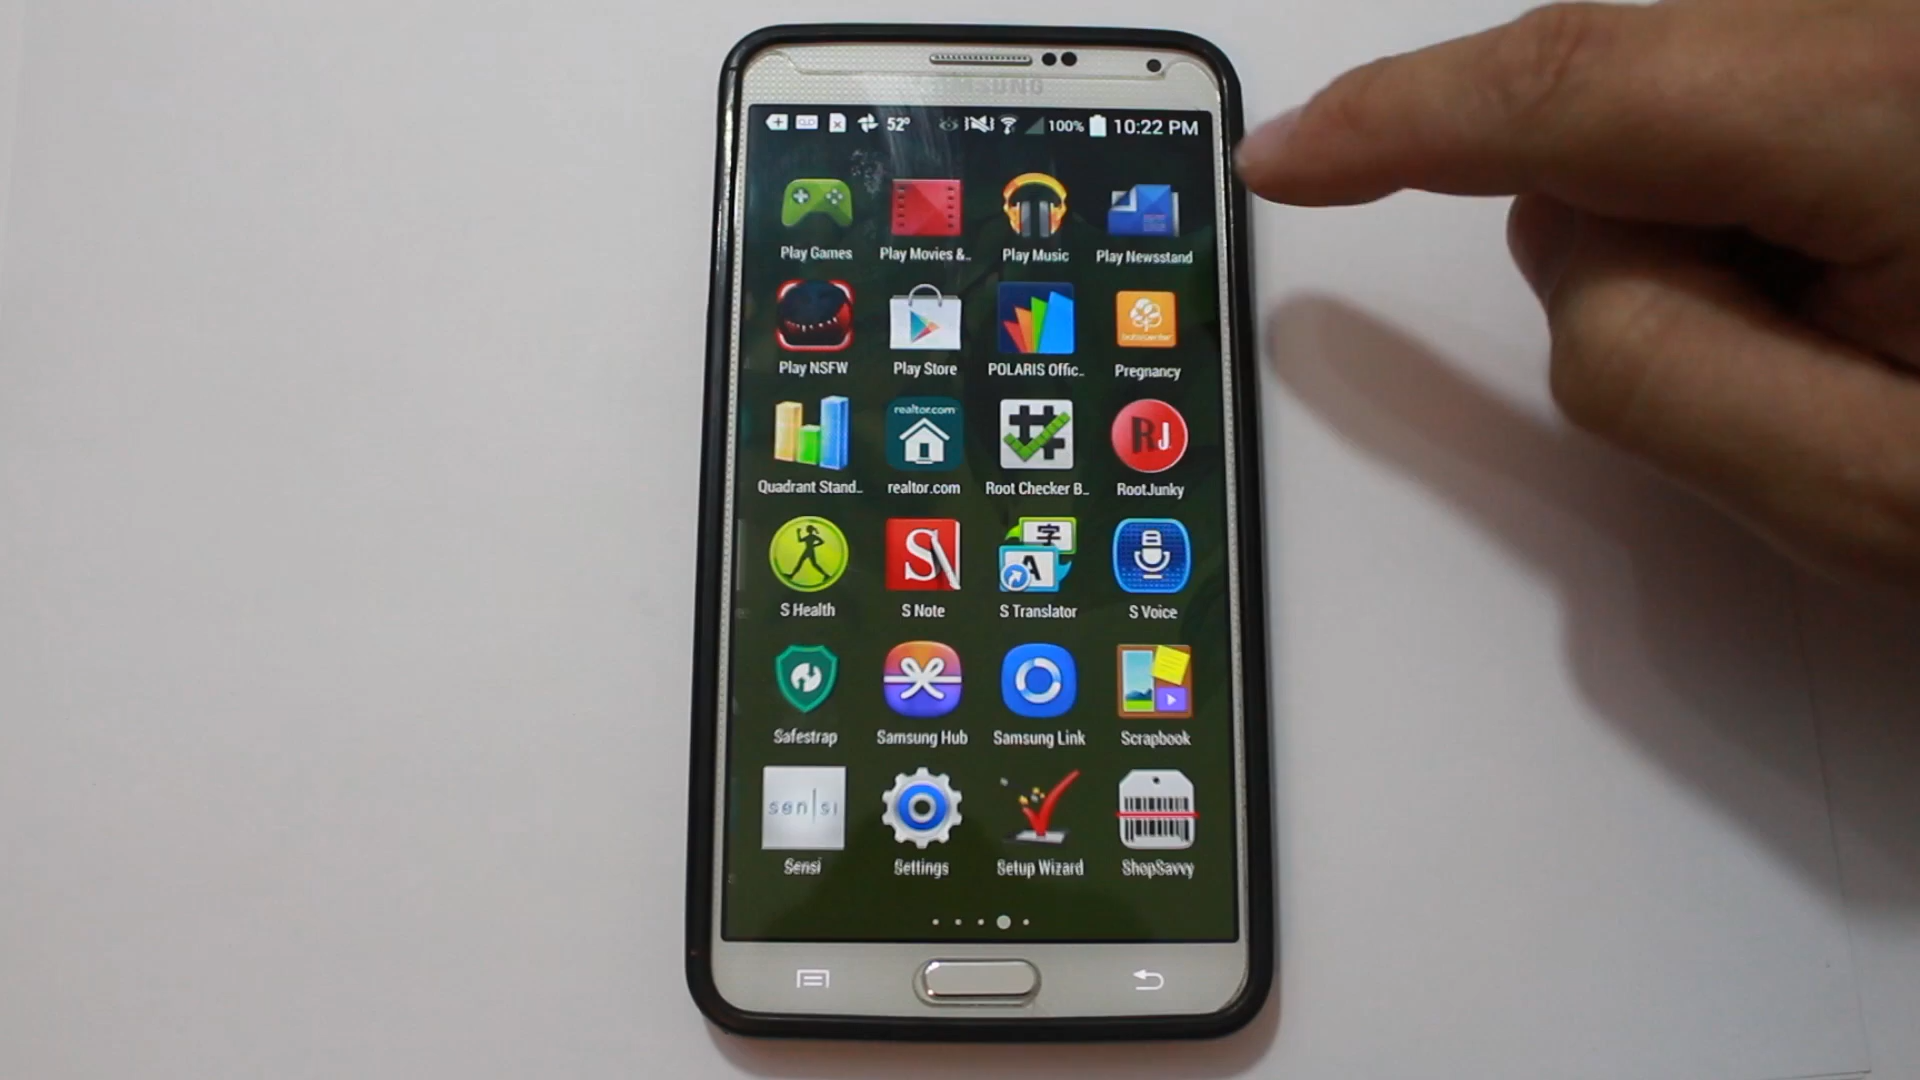 SAMSUNG
52° 100% 10:22 PM
Play Games Play Movies &.. Play Music Play Newsstand
Play NSFW Play Store POLARIS Offic.. Pregnancy
realtor.com
RJ
Quadrant Stand.. realtor.com Root Checker B.. RootJunky
S 字 A
S Health S Note S Translator S Voice
Safestrap Samsung Hub Samsung Link Scrapbook
sen|si
Sensi Settings Setup Wizard ShopSavvy